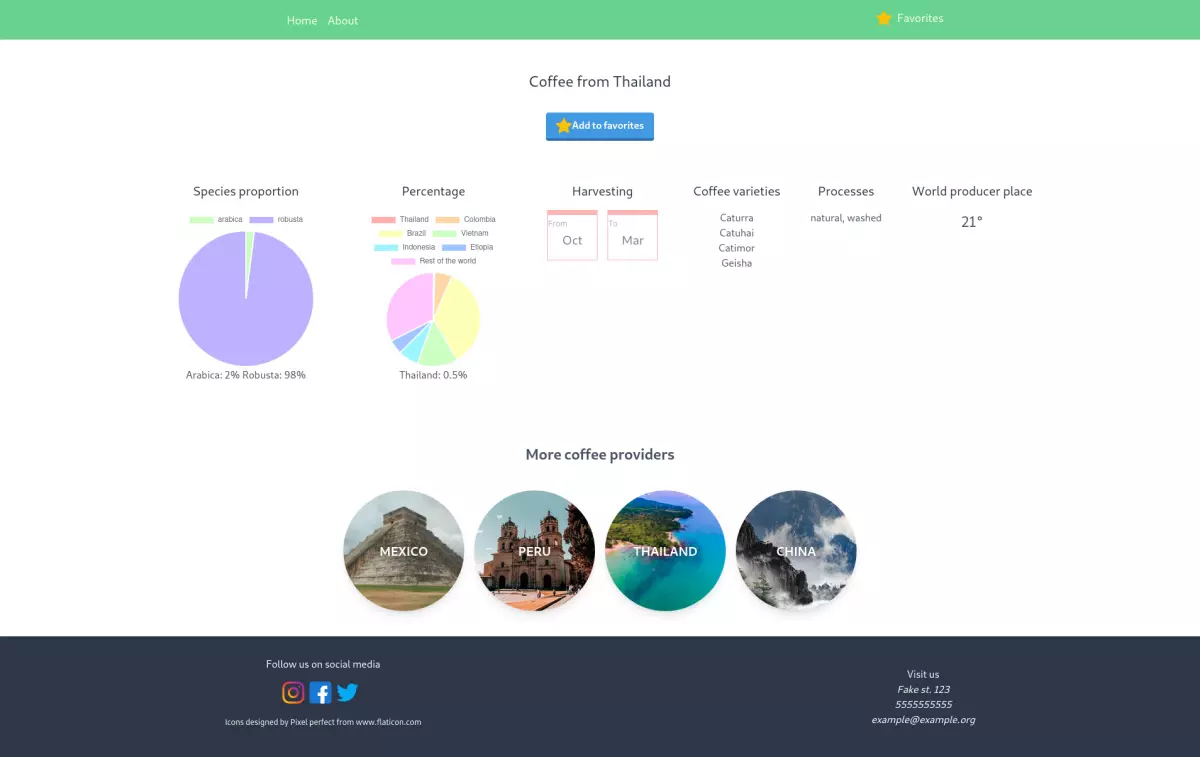 Home About
Favorites
Coffee from Thailand
Add to favorites
Species proportion
arabica robusta
Arabica: 2% Robusta: 98%
Percentage
Thailand Colombia
Brazil Vietnam
Indonesia Etiopia
Rest of the world
Thailand: 0.5%
Harvesting
From
Oct
To
Mar
Coffee varieties
Caturra
Catuhai
Catimor
Geisha
Processes
natural, washed
World producer place
21°
More coffee providers
MEXICO
PERU
THAILAND
CHINA
Follow us on social media
Icons designed by Pixel perfect from www.flaticon.com
Visit us
Fake st. 123
5555555555
example@example.org